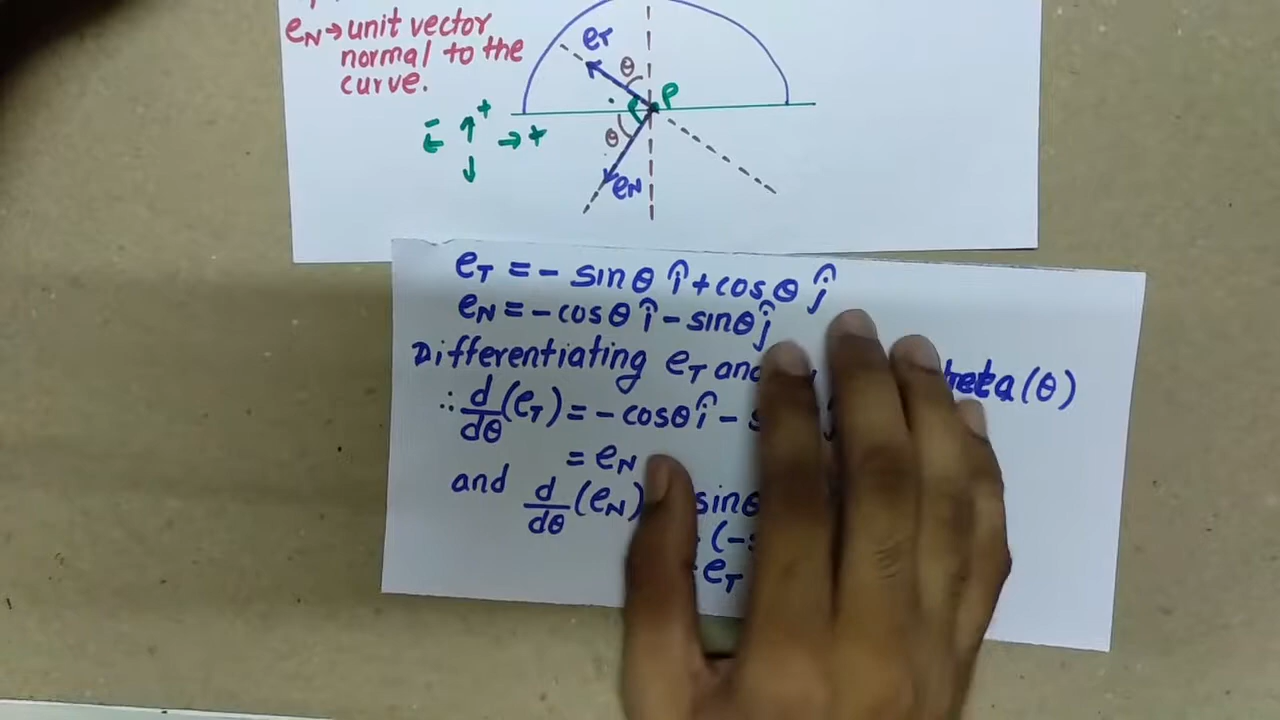 eN→unit vector
normal to the
curve.
eT
θ
P
θ
eN
- + +
eT = - sinθ î + cosθ ĵ
eN = - cosθ î - sinθ ĵ
Differentiating eT and theta(θ)
∴ d/dθ (eT) = - cosθ î -
= eN
and d/dθ (eN) sinθ
(-
eT